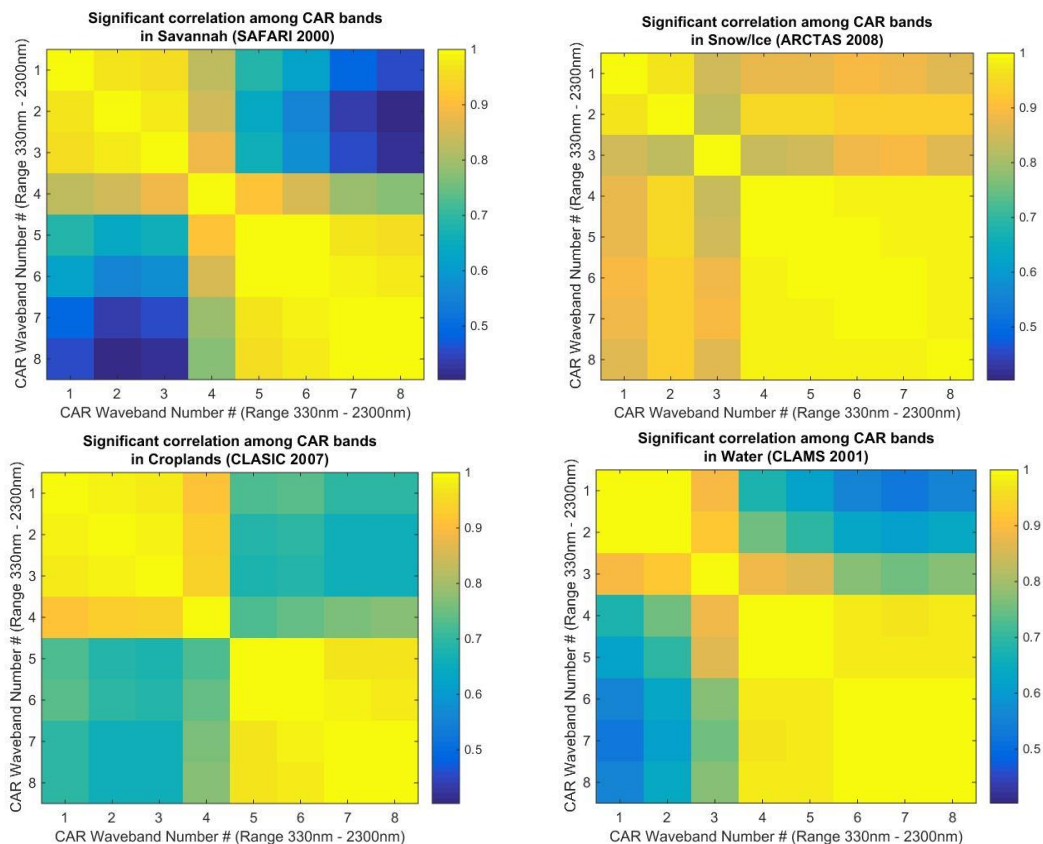 Significant correlation among CAR bands
in Savannah (SAFARI 2000)
CAR Waveband Number # (Range 330nm - 2300nm)
1
2
3
4
5
6
7
8
1 2 3 4 5 6 7 8
CAR Waveband Number # (Range 330nm - 2300nm)
1
0.9
0.8
0.7
0.6
0.5
Significant correlation among CAR bands
in Snow/Ice (ARCTAS 2008)
CAR Waveband Number # (Range 330nm - 2300nm)
1
2
3
4
5
6
7
8
1 2 3 4 5 6 7 8
CAR Waveband Number # (Range 330nm - 2300nm)
1
0.9
0.8
0.7
0.6
0.5
Significant correlation among CAR bands
in Croplands (CLASIC 2007)
CAR Waveband Number # (Range 330nm - 2300nm)
1
2
3
4
5
6
7
8
1 2 3 4 5 6 7 8
CAR Waveband Number # (Range 330nm - 2300nm)
1
0.9
0.8
0.7
0.6
0.5
Significant correlation among CAR bands
in Water (CLAMS 2001)
CAR Waveband Number # (Range 330nm - 2300nm)
1
2
3
4
5
6
7
8
1 2 3 4 5 6 7 8
CAR Waveband Number # (Range 330nm - 2300nm)
1
0.9
0.8
0.7
0.6
0.5